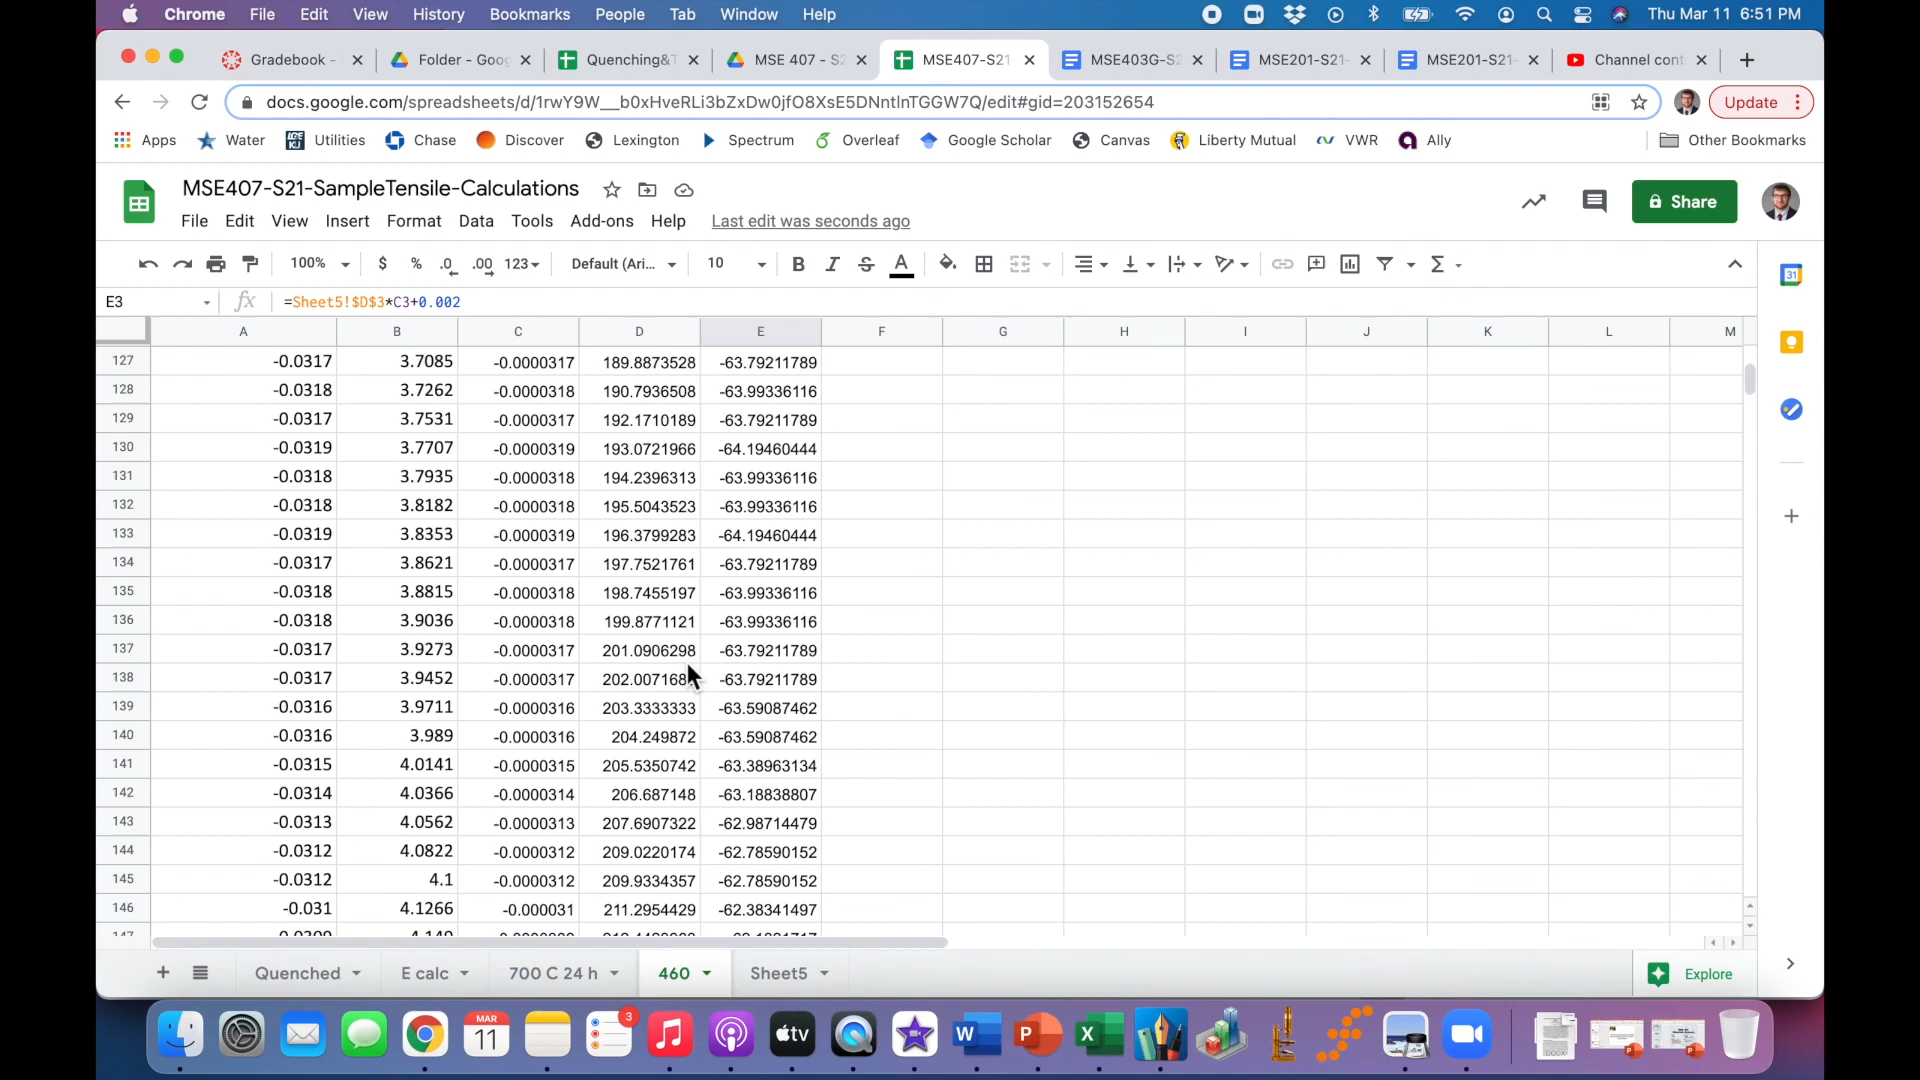 Chrome File Edit View History Bookmarks People Tab Window Help Thu Mar 11 6:51 PM
Gradebook - Folder - Goog Quenching&T MSE 407 - S2 MSE407-S21- MSE403G-S2 MSE201-S21- MSE201-S21- Channel cont
docs.google.com/spreadsheets/d/1rwY9W__b0xHveRLi3bZxDw0jfO8XsE5DNntlnTGGW7Q/edit#gid=203152654 Update
Apps Water Utilities Chase Discover Lexington Spectrum Overleaf Google Scholar Canvas Liberty Mutual VWR Ally Other Bookmarks
MSE407-S21-SampleTensile-Calculations
Share
File Edit View Insert Format Data Tools Add-ons Help Last edit was seconds ago
100% $ % .0 .00 123 Default (Ari... 10 B I S A
E3 fx =Sheet5!$D$3*C3+0.002
A B C D E F G H I J K L M
127 -0.0317 3.7085 -0.0000317 189.8873528 -63.79211789
128 -0.0318 3.7262 -0.0000318 190.7936508 -63.99336116
129 -0.0317 3.7531 -0.0000317 192.1710189 -63.79211789
130 -0.0319 3.7707 -0.0000319 193.0721966 -64.19460444
131 -0.0318 3.7935 -0.0000318 194.2396313 -63.99336116
132 -0.0318 3.8182 -0.0000318 195.5043523 -63.99336116
133 -0.0319 3.8353 -0.0000319 196.3799283 -64.19460444
134 -0.0317 3.8621 -0.0000317 197.7521761 -63.79211789
135 -0.0318 3.8815 -0.0000318 198.7455197 -63.99336116
136 -0.0318 3.9036 -0.0000318 199.8771121 -63.99336116
137 -0.0317 3.9273 -0.0000317 201.0906298 -63.79211789
138 -0.0317 3.9452 -0.0000317 -63.79211789
139 -0.0316 3.9711 -0.0000316 203.3333333 -63.59087462
140 -0.0316 3.989 -0.0000316 204.249872 -63.59087462
141 -0.0315 4.0141 -0.0000315 205.5350742 -63.38963134
142 -0.0314 4.0366 -0.0000314 206.687148 -63.18838807
143 -0.0313 4.0562 -0.0000313 207.6907322 -62.98714479
144 -0.0312 4.0822 -0.0000312 209.0220174 -62.78590152
145 -0.0312 4.1 -0.0000312 209.9334357 -62.78590152
146 -0.031 4.1266 -0.000031 211.2954429 -62.38341497
Quenched E calc 700 C 24 h 460 Sheet5 Explore
MAR 3
11 tv W P X DOCX